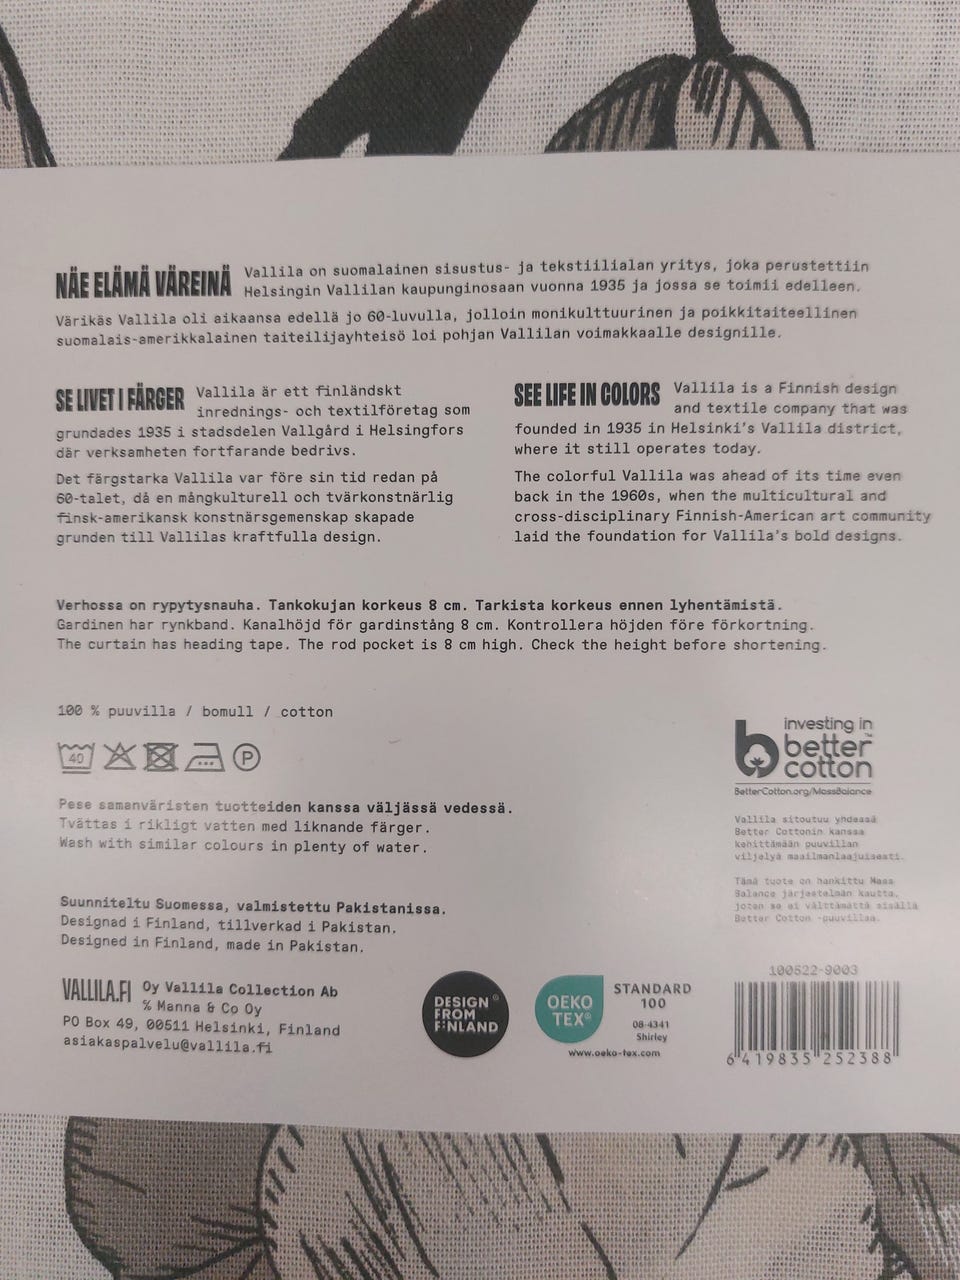 NÄE ELÄMÄ VÄREINÄ
Vallila on suomalainen sisustus- ja tekstiilialan yritys, joka perustettiin
Helsingin Vallilan kaupunginosaan vuonna 1935 ja jossa se toimii edelleen.
Värikäs Vallila oli aikaansa edellä jo 60-luvulla, jolloin monikulttuurinen ja poikkitaiteellinen
suomalais-amerikkalainen taiteilijayhteisö loi pohjan Vallilan voimakkaalle designille.
SE LIVET I FÄRGER
Vallila är ett finländskt
inrednings- och textilföretag som
grundades 1935 i stadsdelen Vallgård i Helsingfors
där verksamheten fortfarande bedrivs.
Det färgstarka Vallila var före sin tid redan på
60-talet, då en mångkulturell och tvärkonstnärlig
finsk-amerikansk konstnärsgemenskap skapade
grunden till Vallilas kraftfulla design.
SEE LIFE IN COLORS
Vallila is a Finnish design
and textile company that was
founded in 1935 in Helsinki's Vallila district,
where it still operates today.
The colorful Vallila was ahead of its time even
back in the 1960s, when the multicultural and
cross-disciplinary Finnish-American art community
laid the foundation for Vallila's bold designs.
Verhossa on rypytysnauha. Tankokujan korkeus 8 cm. Tarkista korkeus ennen lyhentämistä.
Gardinen har rynkband. Kanalhöjd för gardinstång 8 cm. Kontrollera höjden före förkortning.
The curtain has heading tape. The rod pocket is 8 cm high. Check the height before shortening.
100 % puuvilla / bomull / cotton
40 P
Pese samanväristen tuotteiden kanssa väljässä vedessä.
Tvättas i rikligt vatten med liknande färger.
Wash with similar colours in plenty of water.
investing in
better™
cotton
BetterCotton.org/MassBalance
Vallila sitoutuu yhdessä
Better Cottonin kanssa
kehittämään puuvillan
viljelyä maailmanlaajuisesti.
Tämä tuote on hankittu Mass
Balance järjestelmän kautta,
joten se ei välttämättä sisällä
Better Cotton -puuvillaa.
Suunniteltu Suomessa, valmistettu Pakistanissa.
Designad i Finland, tillverkad i Pakistan.
Designed in Finland, made in Pakistan.
VALLILA.FI
Oy Vallila Collection Ab
% Manna & Co Oy
PO Box 49, 00511 Helsinki, Finland
asiakaspalvelu@vallila.fi
DESIGN®
FROM
FINLAND
OEKO
TEX®
STANDARD
100
08-4341
Shirley
www.oeko-tex.com
100522-9003
6 419835 252388